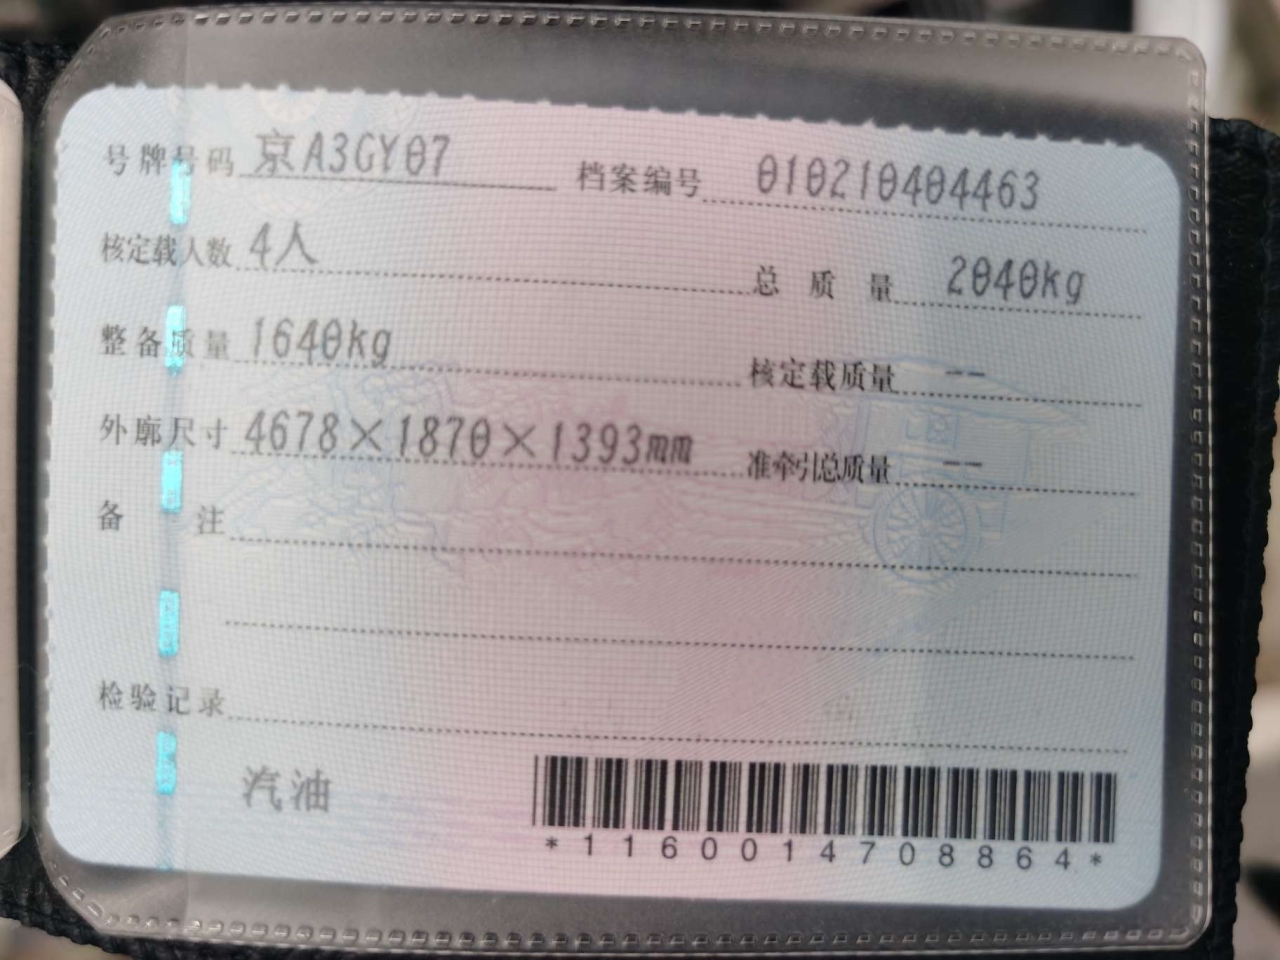 号牌号码 京A3GY07 档案编号 010210404463
核定载人数 4人 总质量 2040kg
整备质量 1640kg 核定载质量 --
外廓尺寸 4678×1870×1393mm 准牵引总质量 --
备注
检验记录
汽油
*1160014708864*